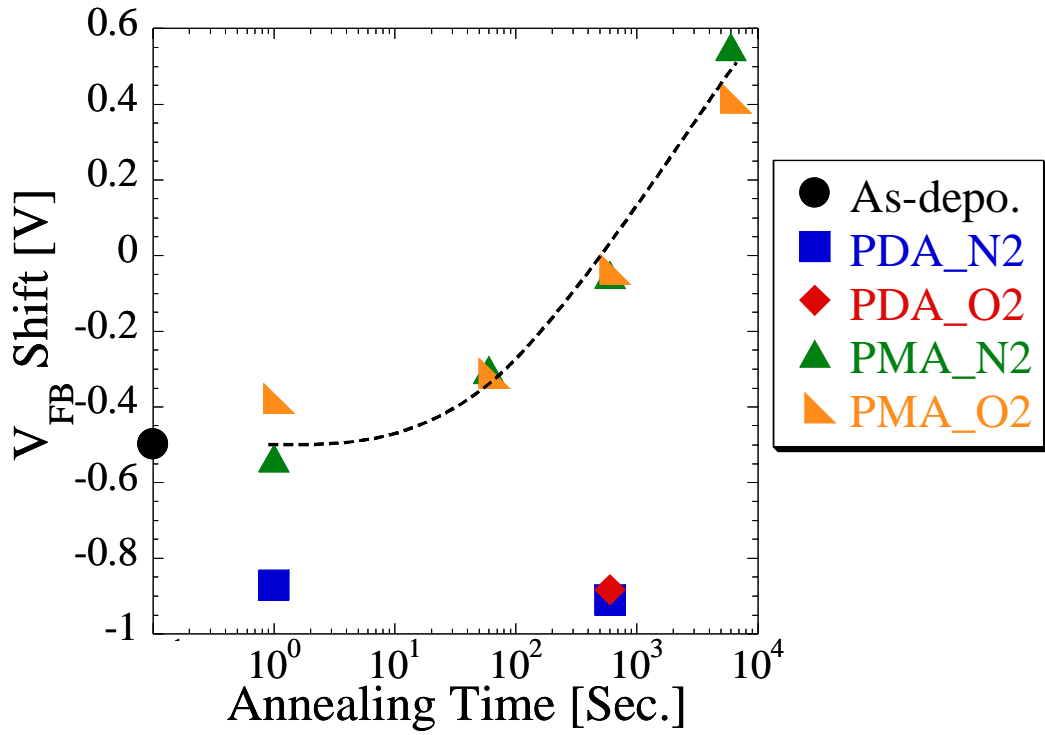 0.6
0.4
0.2
0
-0.2
-0.4
-0.6
-0.8
-1
V_FB Shift [V]
10^0 10^1 10^2 10^3 10^4
Annealing Time [Sec.]
As-depo.
PDA_N2
PDA_O2
PMA_N2
PMA_O2